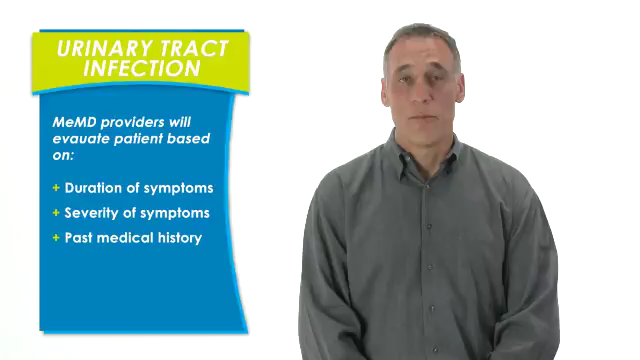 URINARY TRACT
INFECTION
MeMD providers will
evauate patient based
on:
+ Duration of symptoms
+ Severity of symptoms
+ Past medical history